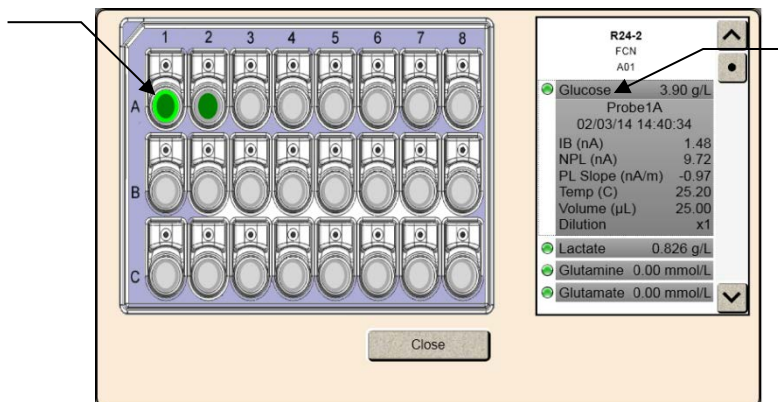 1 2 3 4 5 6 7 8
A
B
C
Close
R24-2
FCN
A01
Glucose 3.90 g/L
Probe1A
02/03/14 14:40:34
IB (nA) 1.48
NPL (nA) 9.72
PL Slope (nA/m) -0.97
Temp (C) 25.20
Volume (µL) 25.00
Dilution x1
Lactate 0.826 g/L
Glutamine 0.00 mmol/L
Glutamate 0.00 mmol/L